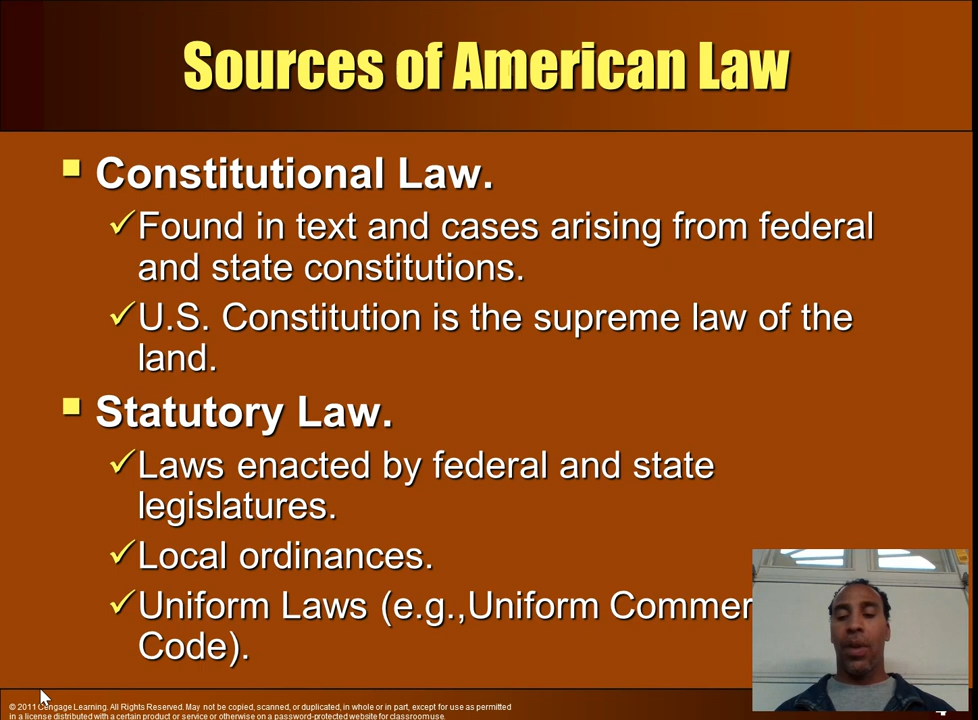 Sources of American Law
Constitutional Law.
Found in text and cases arising from federal
and state constitutions.
U.S. Constitution is the supreme law of the
land.
Statutory Law.
Laws enacted by federal and state
legislatures.
Local ordinances.
Uniform Laws (e.g.,Uniform Commer
Code).
© 2011 Cengage Learning. All Rights Reserved. May not be copied, scanned, or duplicated, in whole or in part, except for use as permitted
in a license distributed with a certain product or service or otherwise on a password-protected website for classroom use.